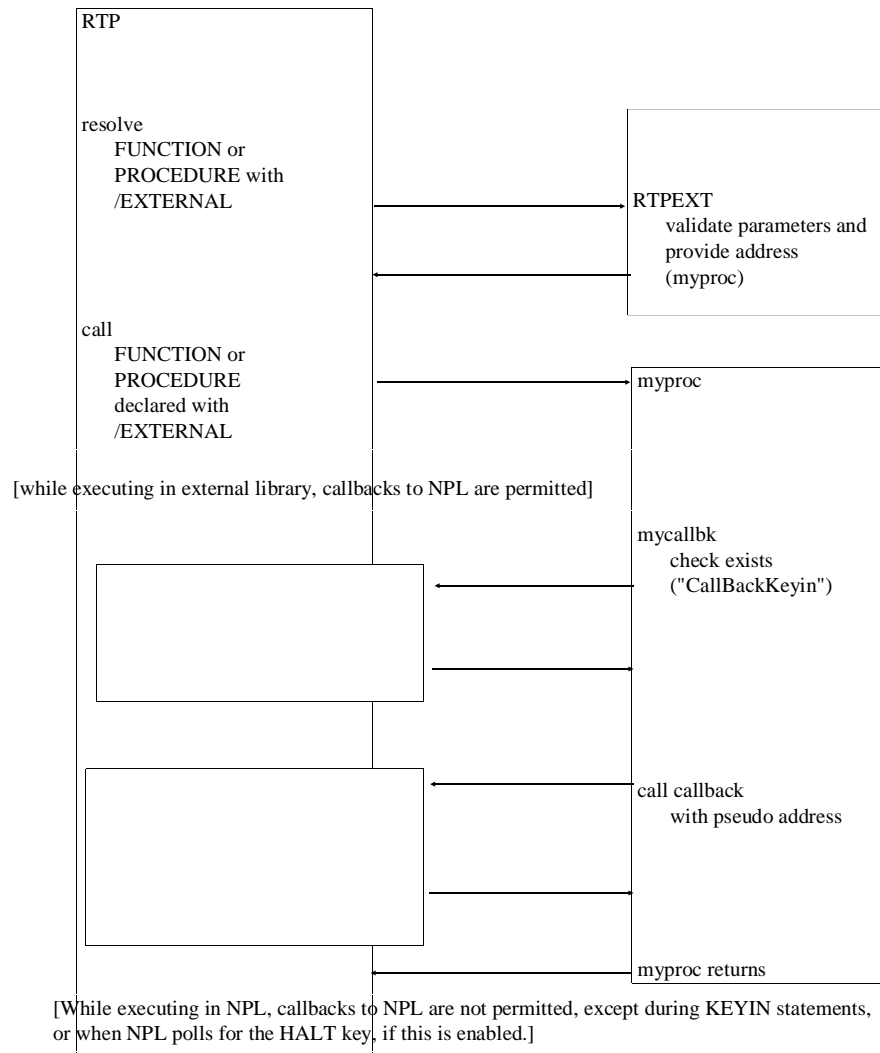 RTP
resolve
FUNCTION or
PROCEDURE with
/EXTERNAL
RTPEXT
validate parameters and
provide address
(myproc)
call
FUNCTION or
PROCEDURE
declared with
/EXTERNAL
myproc
[while executing in external library, callbacks to NPL are permitted]
mycallbk
check exists
("CallBackKeyin")
call callback
with pseudo address
myproc returns
[While executing in NPL, callbacks to NPL are not permitted, except during KEYIN statements,
or when NPL polls for the HALT key, if this is enabled.]